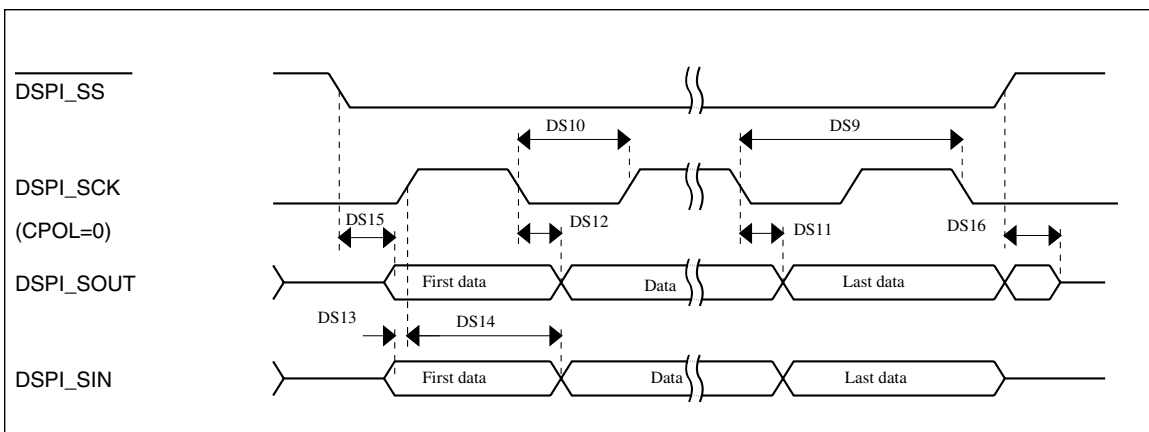 DSPI_SS
DS10
DS9
DSPI_SCK
(CPOL=0)
DS15
DS12
DS11
DS16
DSPI_SOUT
First data
Data
Last data
DS13
DS14
DSPI_SIN
First data
Data
Last data